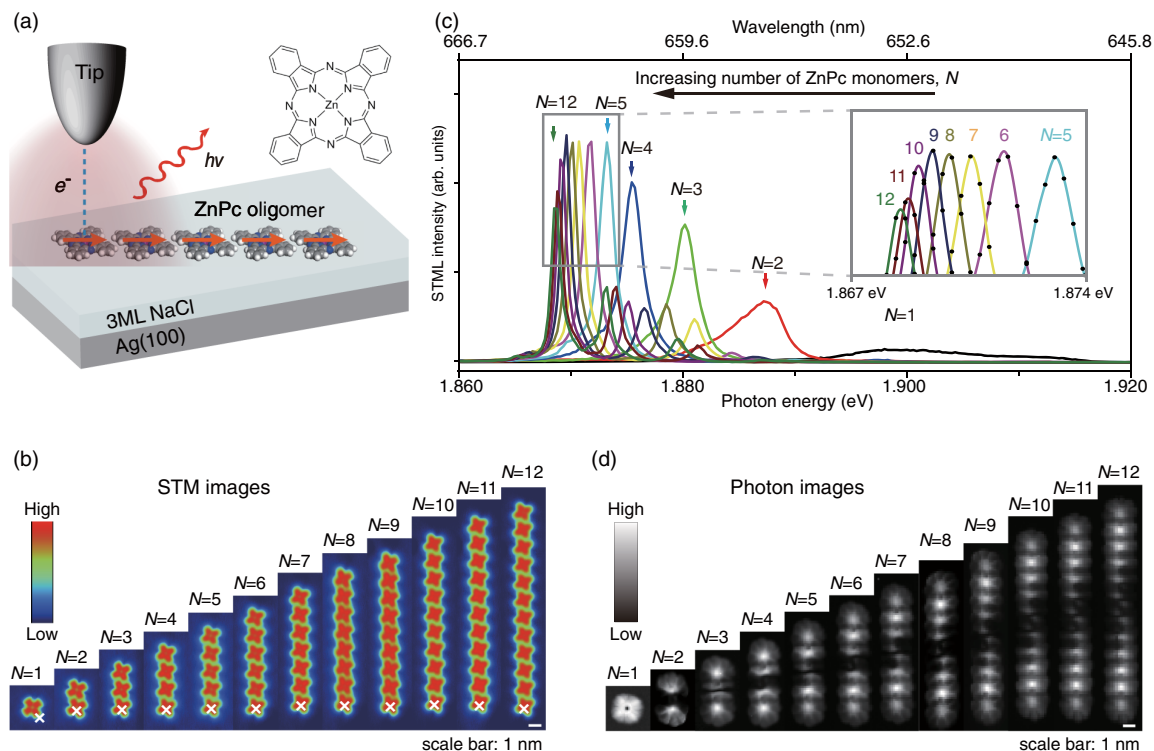 (a)
Tip
e-
hν
Zn
N
N
N
N
N
N
N
N
ZnPc oligomer
3ML NaCl
Ag(100)
(c)
Wavelength (nm)
666.7
659.6
652.6
645.8
Increasing number of ZnPc monomers, N
N=12
N=5
N=4
N=3
N=2
N=1
12
11
10
9
8
7
6
N=5
1.867 eV
1.874 eV
STML intensity (arb. units)
1.860
1.880
1.900
1.920
Photon energy (eV)
(b)
STM images
High
Low
N=1
N=2
N=3
N=4
N=5
N=6
N=7
N=8
N=9
N=10
N=11
N=12
scale bar: 1 nm
(d)
Photon images
High
Low
N=1
N=2
N=3
N=4
N=5
N=6
N=7
N=8
N=9
N=10
N=11
N=12
scale bar: 1 nm